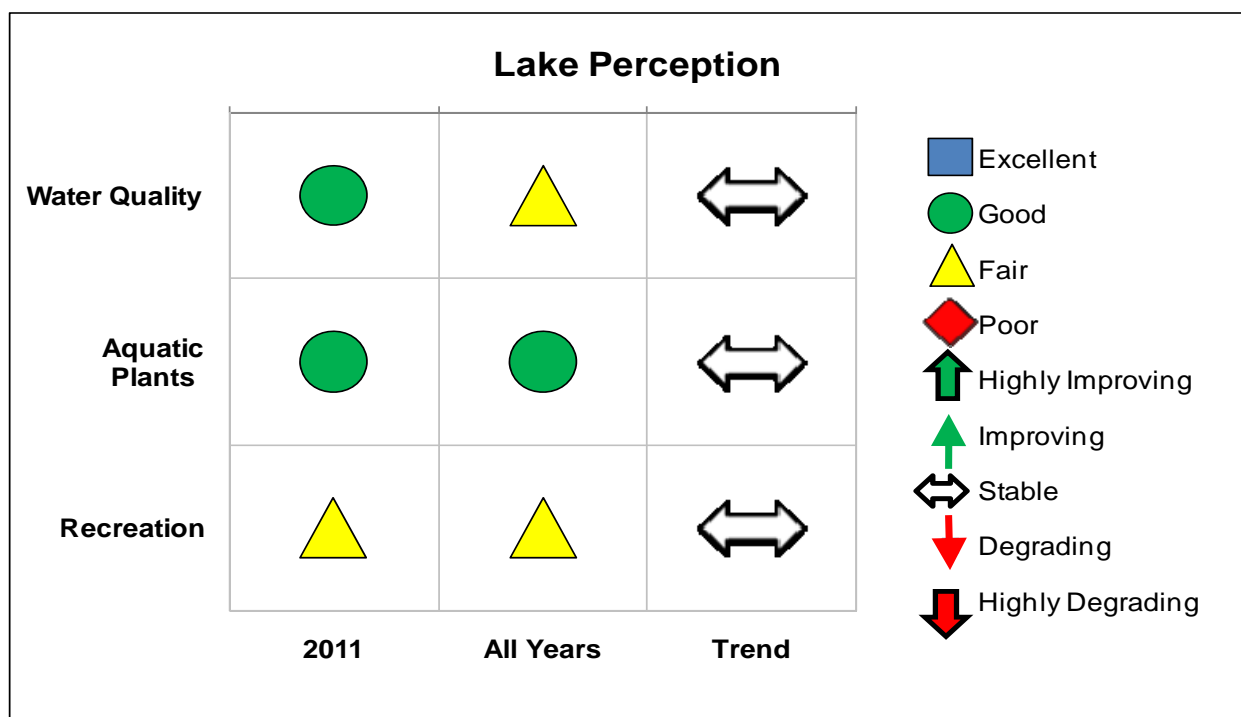 Lake Perception
Water Quality
Aquatic
Plants
Recreation
2011
All Years
Trend
Excellent
Good
Fair
Poor
Highly Improving
Improving
Stable
Degrading
Highly Degrading